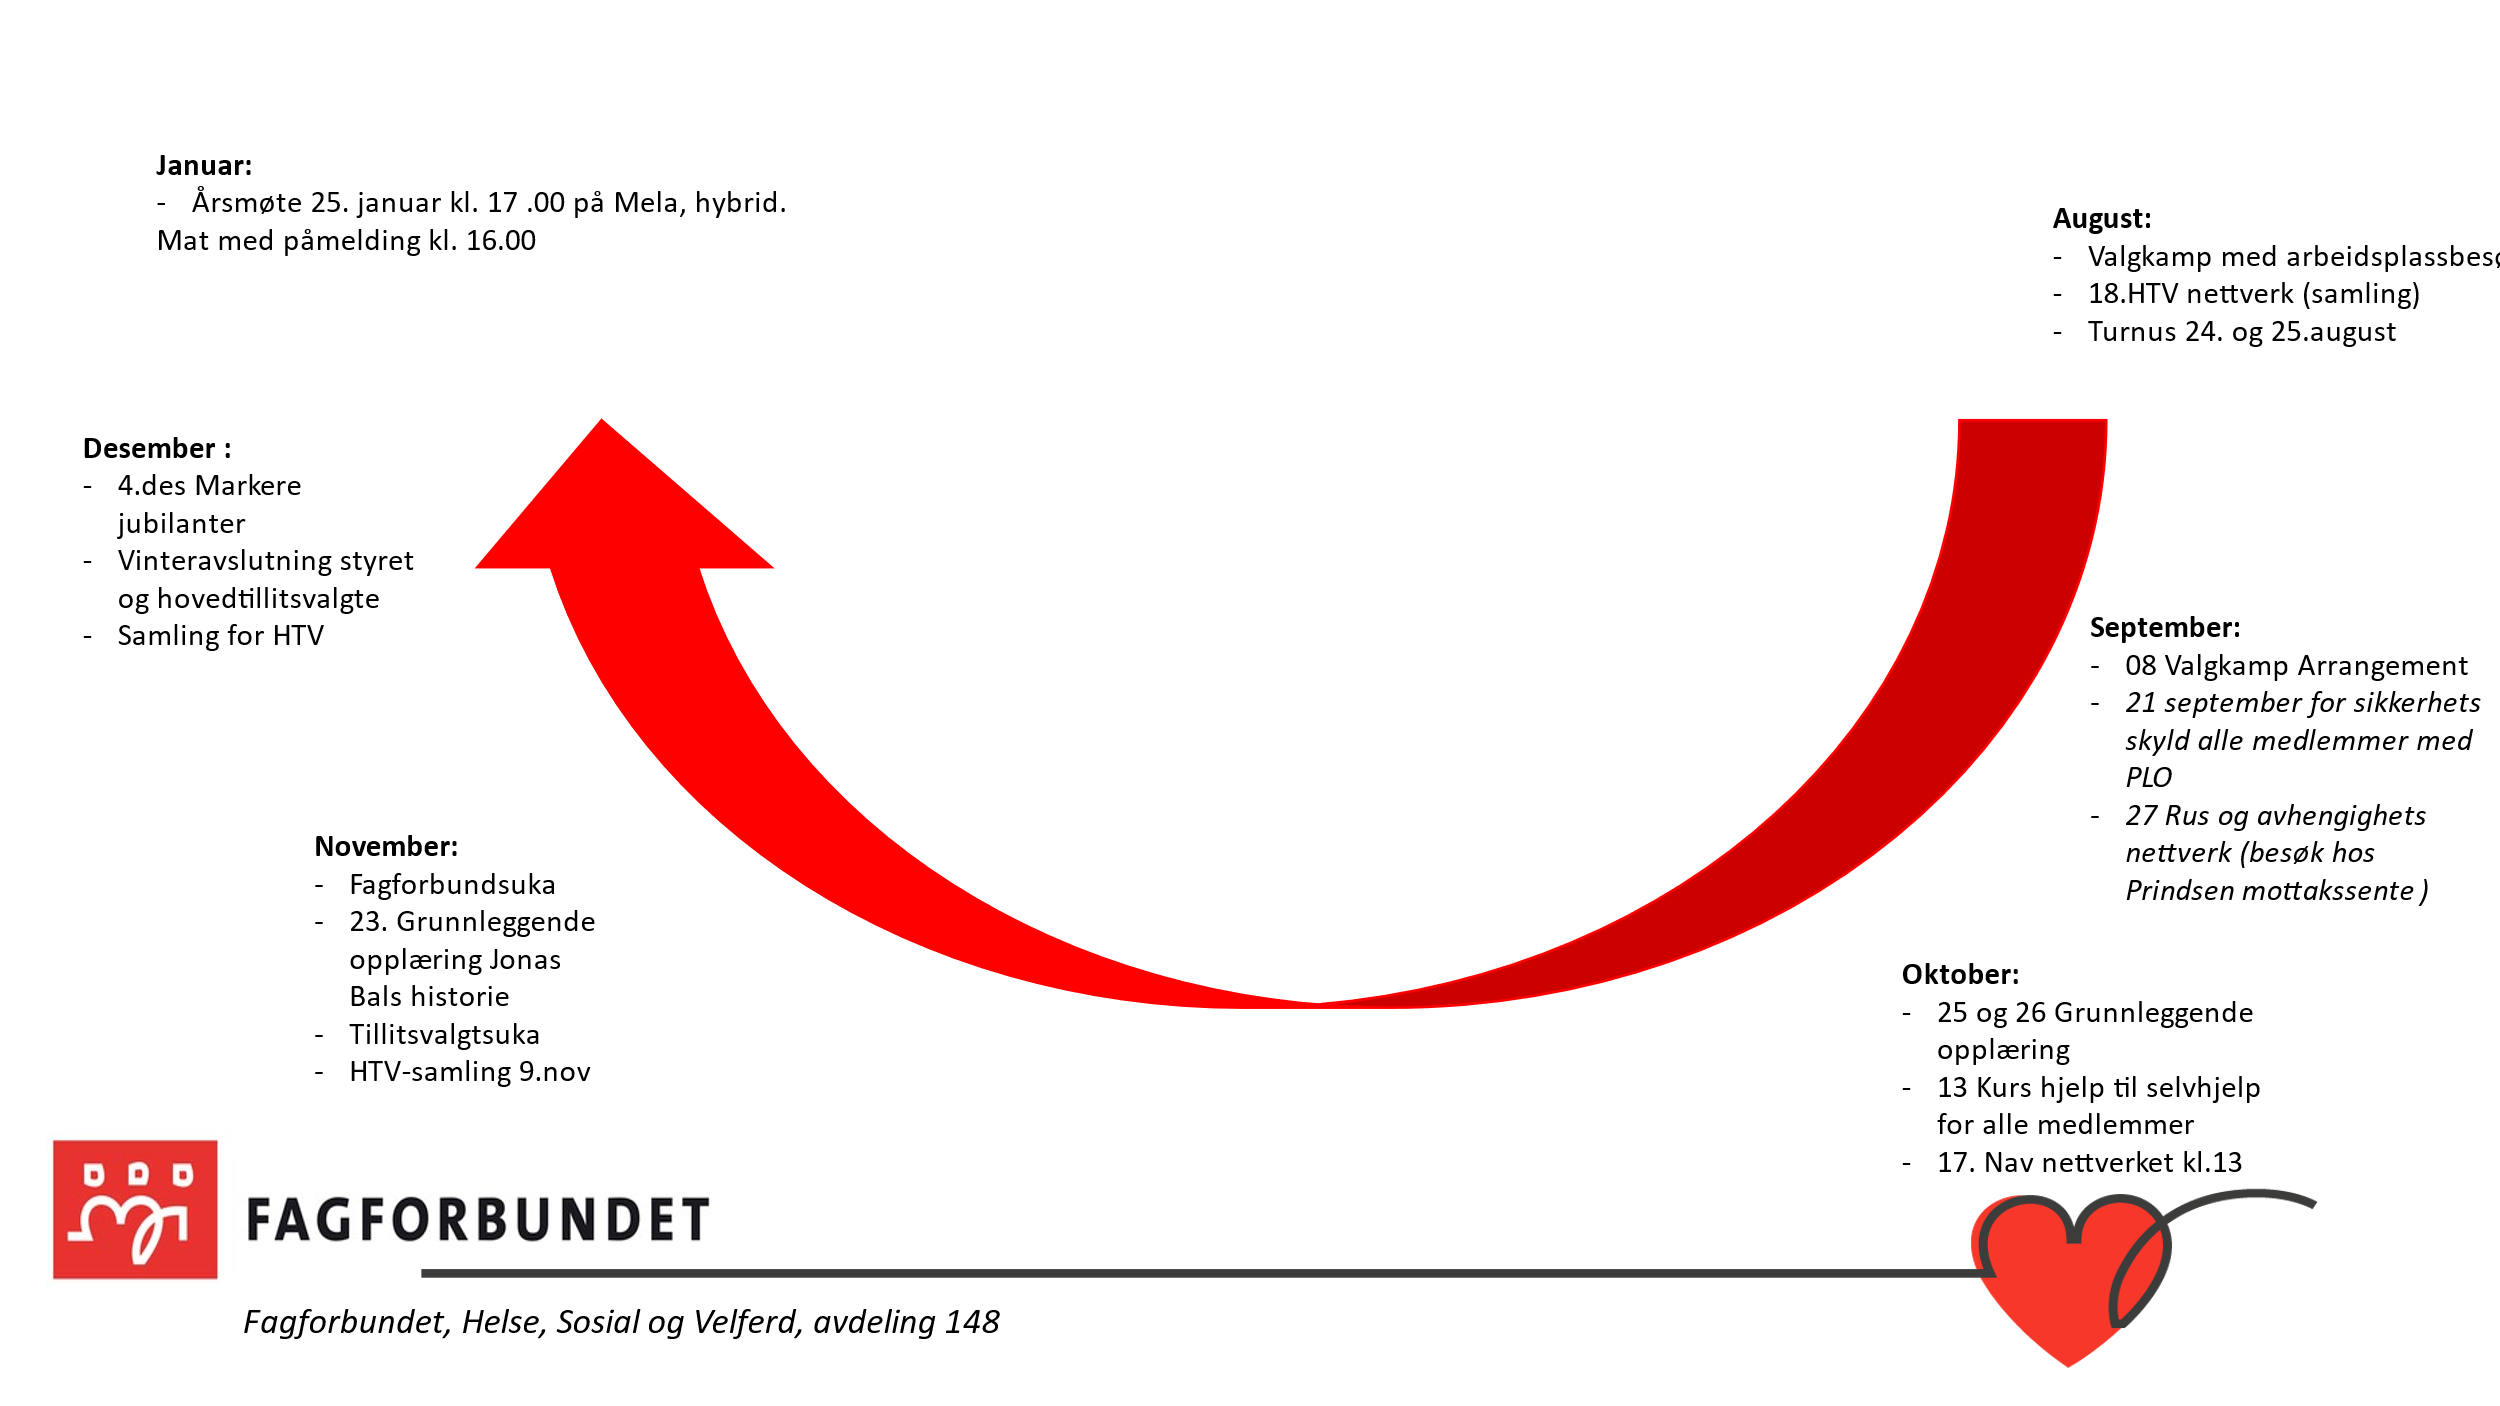 Januar:
- Årsmøte 25. januar kl. 17 .00 på Mela, hybrid.
Mat med påmelding kl. 16.00
August:
- Valgkamp med arbeidsplassbesø
- 18.HTV nettverk (samling)
- Turnus 24. og 25.august
Desember :
- 4.des Markere
jubilanter
- Vinteravslutning styret
og hovedtillitsvalgte
- Samling for HTV
September:
- 08 Valgkamp Arrangement
- 21 september for sikkerhets
skyld alle medlemmer med
PLO
- 27 Rus og avhengighets
nettverk (besøk hos
Prindsen mottakssente )
November:
- Fagforbundsuka
- 23. Grunnleggende
opplæring Jonas
Bals historie
- Tillitsvalgtsuka
- HTV-samling 9.nov
Oktober:
- 25 og 26 Grunnleggende
opplæring
- 13 Kurs hjelp til selvhjelp
for alle medlemmer
- 17. Nav nettverket kl.13
FAGFORBUNDET
Fagforbundet, Helse, Sosial og Velferd, avdeling 148